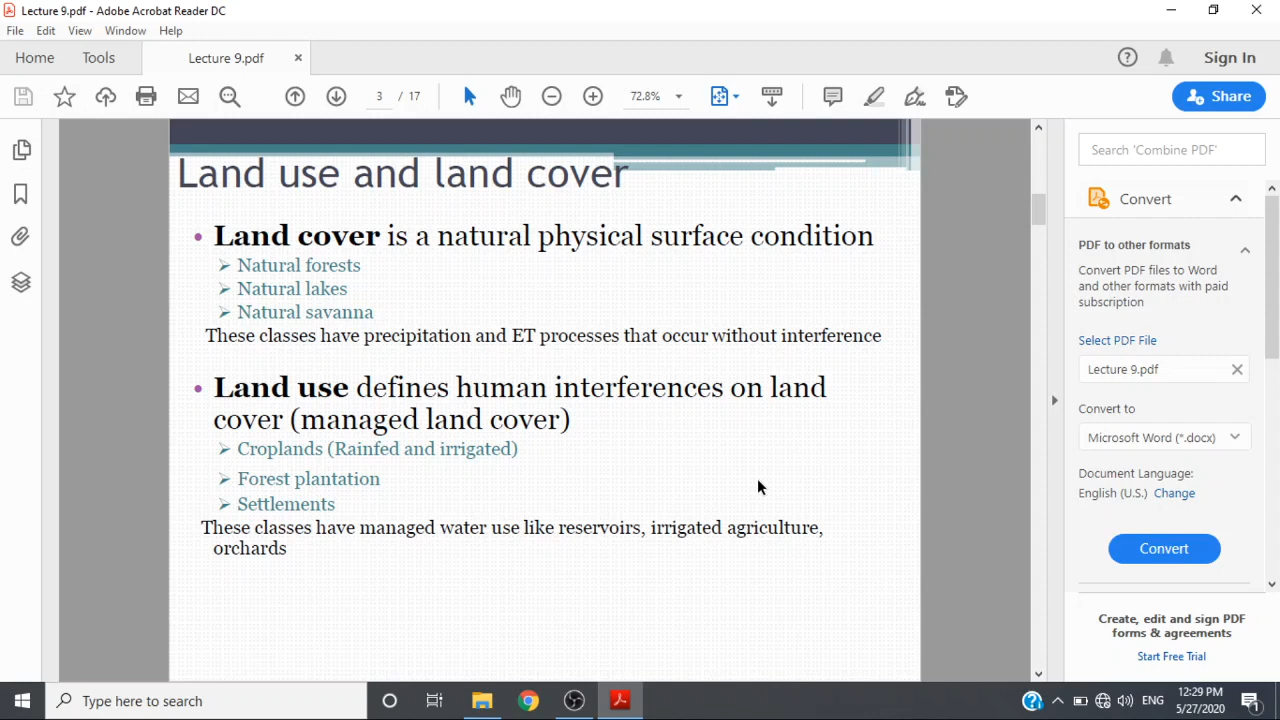 Lecture 9.pdf - Adobe Acrobat Reader DC
File Edit View Window Help
Home Tools Lecture 9.pdf × Sign In
3 / 17 72.8% Share
Land use and land cover
• Land cover is a natural physical surface condition
➢ Natural forests
➢ Natural lakes
➢ Natural savanna
These classes have precipitation and ET processes that occur without interference
• Land use defines human interferences on land
cover (managed land cover)
➢ Croplands (Rainfed and irrigated)
➢ Forest plantation
➢ Settlements
These classes have managed water use like reservoirs, irrigated agriculture,
orchards
Search 'Combine PDF'
Convert
PDF to other formats
Convert PDF files to Word
and other formats with paid
subscription
Select PDF File
Lecture 9.pdf
Convert to
Microsoft Word (*.docx)
Document Language:
English (U.S.) Change
Convert
Create, edit and sign PDF
forms & agreements
Start Free Trial
Type here to search
ENG
12:29 PM
5/27/2020
1